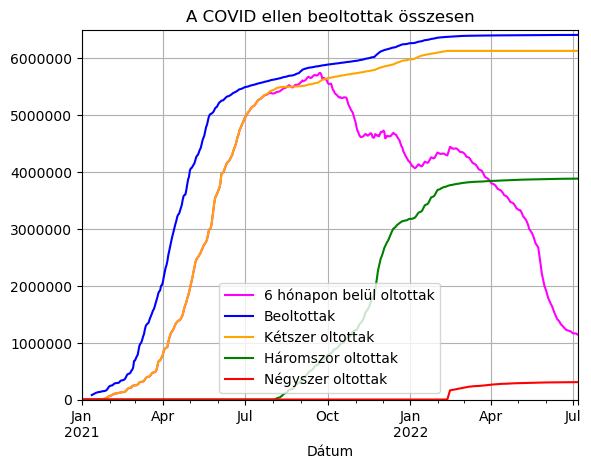 A COVID ellen beoltottak összesen
6000000
5000000
4000000
3000000
2000000
1000000
0
6 hónapon belül oltottak
Beoltottak
Kétszer oltottak
Háromszor oltottak
Négyszer oltottak
Jan Apr Jul Oct Jan Apr Jul
2021 2022
Dátum